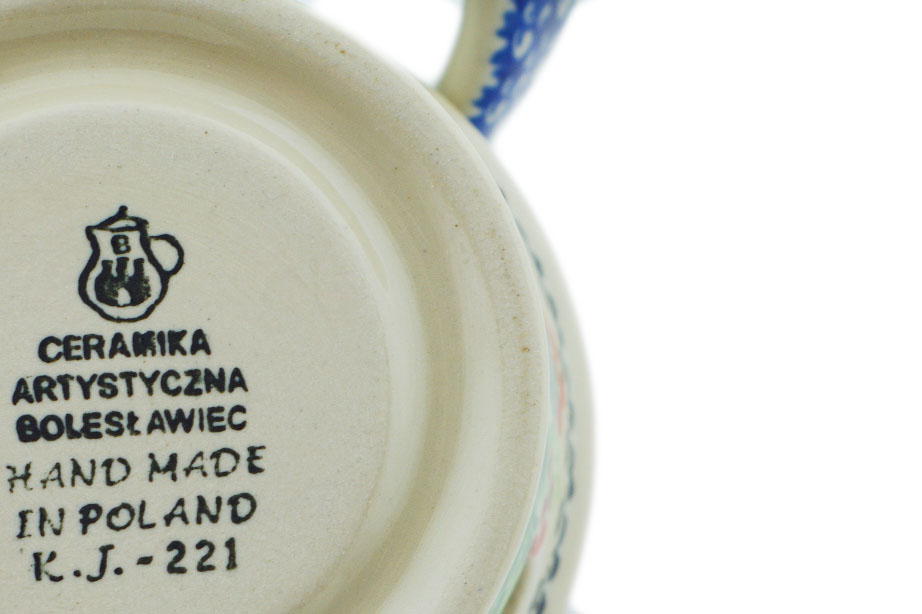 B
CERAMIKA
ARTYSTYCZNA
BOLESŁAWIEC
HAND MADE
IN POLAND
K.J.-221